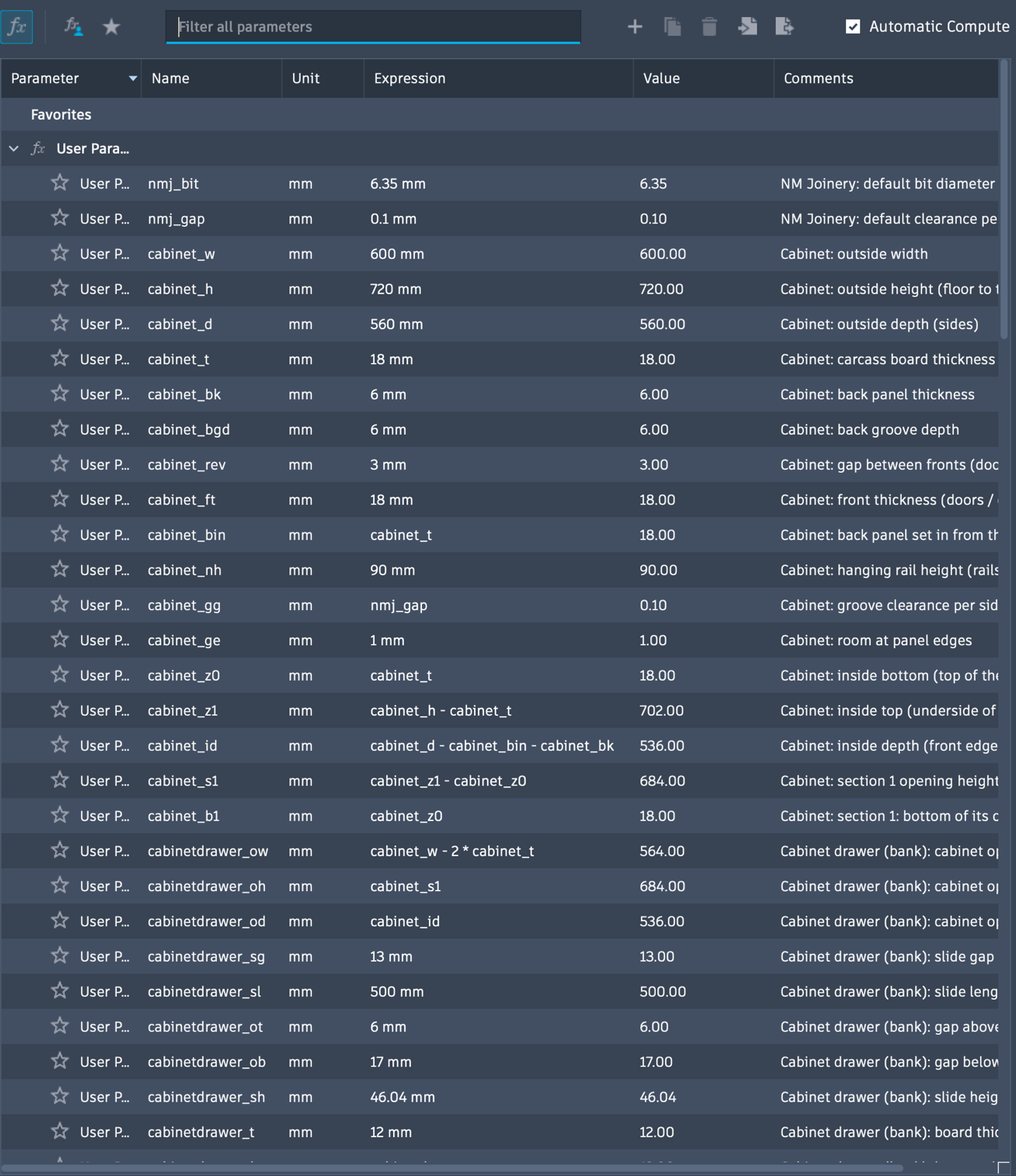 fx fx Filter all parameters Automatic Compute
Parameter Name Unit Expression Value Comments
Favorites
fx User Para...
User P... nmj_bit mm 6.35 mm 6.35 NM Joinery: default bit diameter
User P... nmj_gap mm 0.1 mm 0.10 NM Joinery: default clearance pe
User P... cabinet_w mm 600 mm 600.00 Cabinet: outside width
User P... cabinet_h mm 720 mm 720.00 Cabinet: outside height (floor to t
User P... cabinet_d mm 560 mm 560.00 Cabinet: outside depth (sides)
User P... cabinet_t mm 18 mm 18.00 Cabinet: carcass board thickness
User P... cabinet_bk mm 6 mm 6.00 Cabinet: back panel thickness
User P... cabinet_bgd mm 6 mm 6.00 Cabinet: back groove depth
User P... cabinet_rev mm 3 mm 3.00 Cabinet: gap between fronts (doo
User P... cabinet_ft mm 18 mm 18.00 Cabinet: front thickness (doors /
User P... cabinet_bin mm cabinet_t 18.00 Cabinet: back panel set in from th
User P... cabinet_nh mm 90 mm 90.00 Cabinet: hanging rail height (rails
User P... cabinet_gg mm nmj_gap 0.10 Cabinet: groove clearance per sid
User P... cabinet_ge mm 1 mm 1.00 Cabinet: room at panel edges
User P... cabinet_z0 mm cabinet_t 18.00 Cabinet: inside bottom (top of the
User P... cabinet_z1 mm cabinet_h - cabinet_t 702.00 Cabinet: inside top (underside of
User P... cabinet_id mm cabinet_d - cabinet_bin - cabinet_bk 536.00 Cabinet: inside depth (front edge
User P... cabinet_s1 mm cabinet_z1 - cabinet_z0 684.00 Cabinet: section 1 opening height
User P... cabinet_b1 mm cabinet_z0 18.00 Cabinet: section 1: bottom of its o
User P... cabinetdrawer_ow mm cabinet_w - 2 * cabinet_t 564.00 Cabinet drawer (bank): cabinet op
User P... cabinetdrawer_oh mm cabinet_s1 684.00 Cabinet drawer (bank): cabinet op
User P... cabinetdrawer_od mm cabinet_id 536.00 Cabinet drawer (bank): cabinet op
User P... cabinetdrawer_sg mm 13 mm 13.00 Cabinet drawer (bank): slide gap
User P... cabinetdrawer_sl mm 500 mm 500.00 Cabinet drawer (bank): slide leng
User P... cabinetdrawer_ot mm 6 mm 6.00 Cabinet drawer (bank): gap above
User P... cabinetdrawer_ob mm 17 mm 17.00 Cabinet drawer (bank): gap below
User P... cabinetdrawer_sh mm 46.04 mm 46.04 Cabinet drawer (bank): slide heig
User P... cabinetdrawer_t mm 12 mm 12.00 Cabinet drawer (bank): board thic